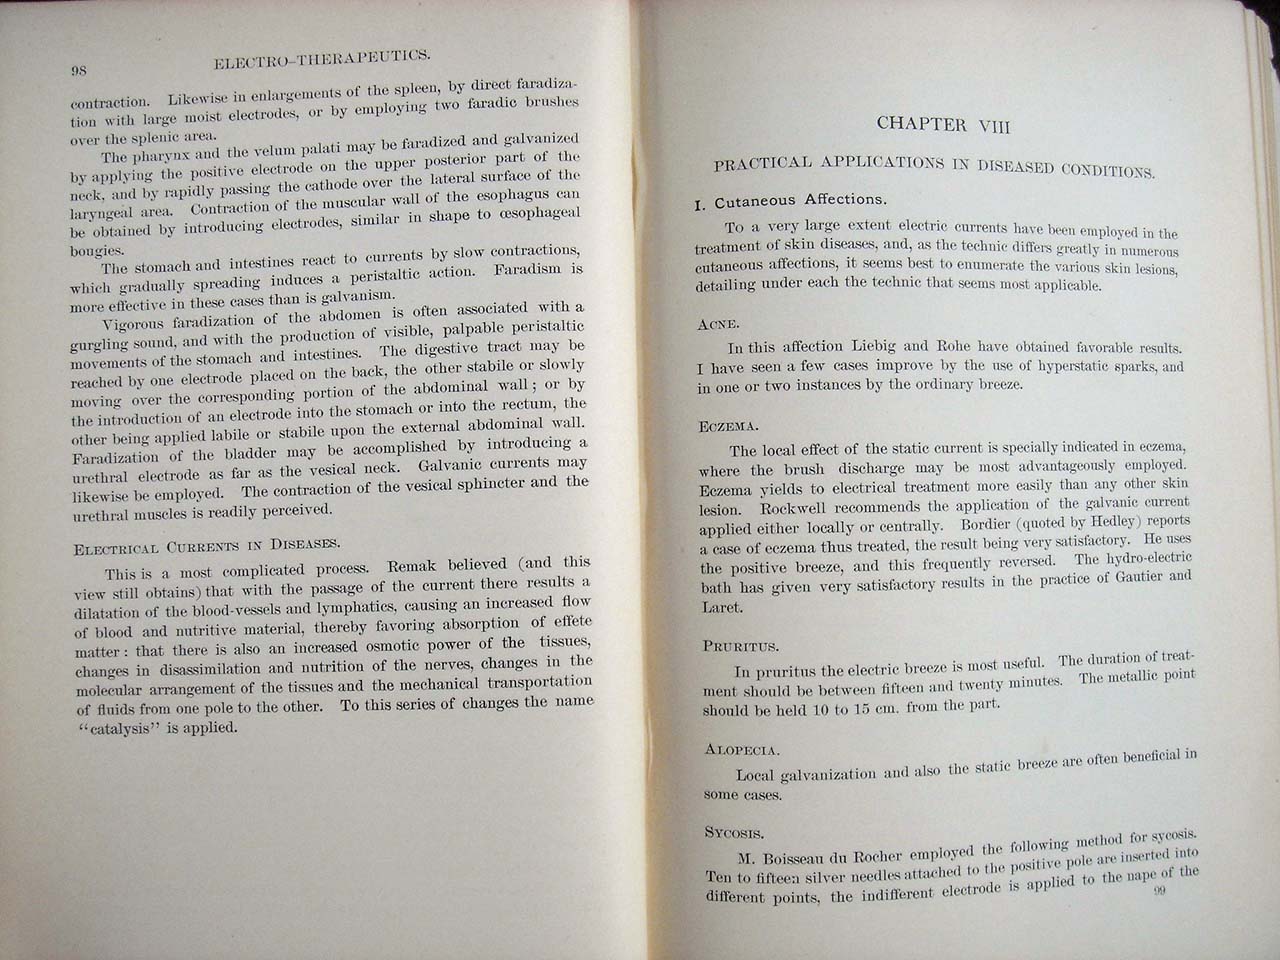 98
ELECTRO-THERAPEUTICS.
contraction. Likewise in enlargements of the spleen, by direct faradiza-
tion with large moist electrodes, or by employing two faradic brushes
over the splenic area.
The pharynx and the velum palati may be faradized and galvanized
by applying the positive electrode on the upper posterior part of the
neck, and by rapidly passing the cathode over the lateral surface of the
laryngeal area. Contraction of the muscular wall of the esophagus can
be obtained by introducing electrodes, similar in shape to œsophageal
bougies.
The stomach and intestines react to currents by slow contractions,
which gradually spreading induces a peristaltic action. Faradism is
more effective in these cases than is galvanism.
Vigorous faradization of the abdomen is often associated with a
gurgling sound, and with the production of visible, palpable peristaltic
movements of the stomach and intestines. The digestive tract may be
reached by one electrode placed on the back, the other stabile or slowly
moving over the corresponding portion of the abdominal wall; or by
the introduction of an electrode into the stomach or into the rectum, the
other being applied labile or stabile upon the external abdominal wall.
Faradization of the bladder may be accomplished by introducing a
urethral electrode as far as the vesical neck. Galvanic currents may
likewise be employed. The contraction of the vesical sphincter and the
urethral muscles is readily perceived.
ELECTRICAL CURRENTS IN DISEASES.
This is a most complicated process. Remak believed (and this
view still obtains) that with the passage of the current there results a
dilatation of the blood-vessels and lymphatics, causing an increased flow
of blood and nutritive material, thereby favoring absorption of effete
matter: that there is also an increased osmotic power of the tissues,
changes in disassimilation and nutrition of the nerves, changes in the
molecular arrangement of the tissues and the mechanical transportation
of fluids from one pole to the other. To this series of changes the name
“catalysis” is applied.
CHAPTER VIII
PRACTICAL APPLICATIONS IN DISEASED CONDITIONS.
I. Cutaneous Affections.
To a very large extent electric currents have been employed in the
treatment of skin diseases, and, as the technic differs greatly in numerous
cutaneous affections, it seems best to enumerate the various skin lesions,
detailing under each the technic that seems most applicable.
ACNE.
In this affection Liebig and Rohe have obtained favorable results.
I have seen a few cases improve by the use of hyperstatic sparks, and
in one or two instances by the ordinary breeze.
ECZEMA.
The local effect of the static current is specially indicated in eczema,
where the brush discharge may be most advantageously employed.
Eczema yields to electrical treatment more easily than any other skin
lesion. Rockwell recommends the application of the galvanic current
applied either locally or centrally. Bordier (quoted by Hedley) reports
a case of eczema thus treated, the result being very satisfactory. He uses
the positive breeze, and this frequently reversed. The hydro-electric
bath has given very satisfactory results in the practice of Gautier and
Laret.
PRURITUS.
In pruritus the electric breeze is most useful. The duration of treat-
ment should be between fifteen and twenty minutes. The metallic point
should be held 10 to 15 cm. from the part.
ALOPECIA.
Local galvanization and also the static breeze are often beneficial in
some cases.
SYCOSIS.
M. Boisseau du Rocher employed the following method for sycosis.
Ten to fifteen silver needles attached to the positive pole are inserted into
different points, the indifferent electrode is applied to the nape of the
99